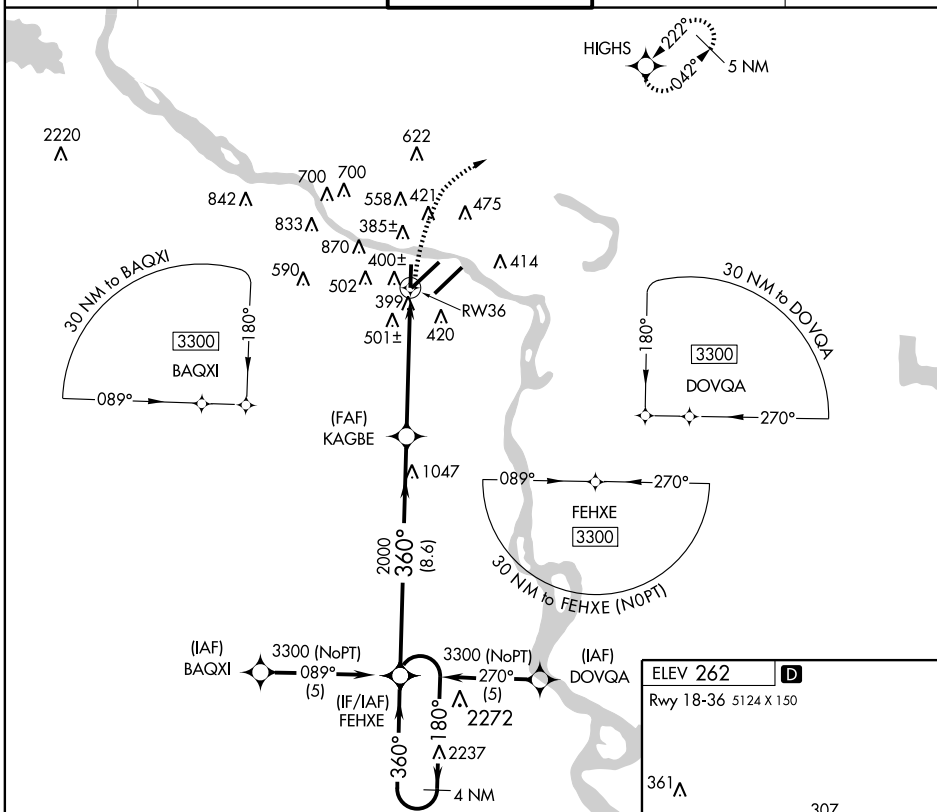 HIGHS
222°
042°
5 NM
2220
622
700
700
842
558
421
475
833
385±
870
400±
414
590
502
RW36
399
501±
420
30 NM to BAQXI
3300
BAQXI
180°
089°
30 NM to DOVQA
180°
3300
DOVQA
270°
(FAF)
KAGBE
1047
089°
270°
FEHXE
3300
30 NM to FEHXE (NOPT)
2000
360°
(8.6)
(IAF)
BAQXI
3300 (NoPT)
089°
(5)
3300 (NoPT)
270°
(5)
(IAF)
DOVQA
(IF/IAF)
FEHXE
2272
360°
180°
2237
4 NM
ELEV 262
D
Rwy 18-36 5124 X 150
361
307